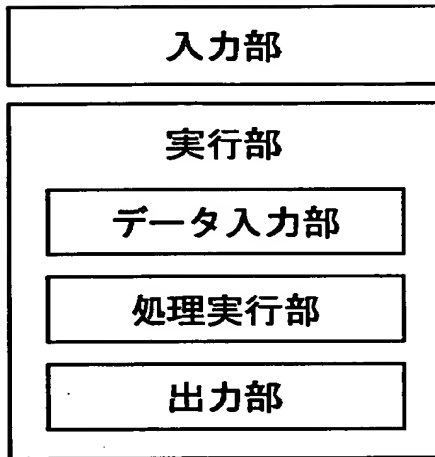 入力部
実行部
データ入力部
処理実行部
出力部